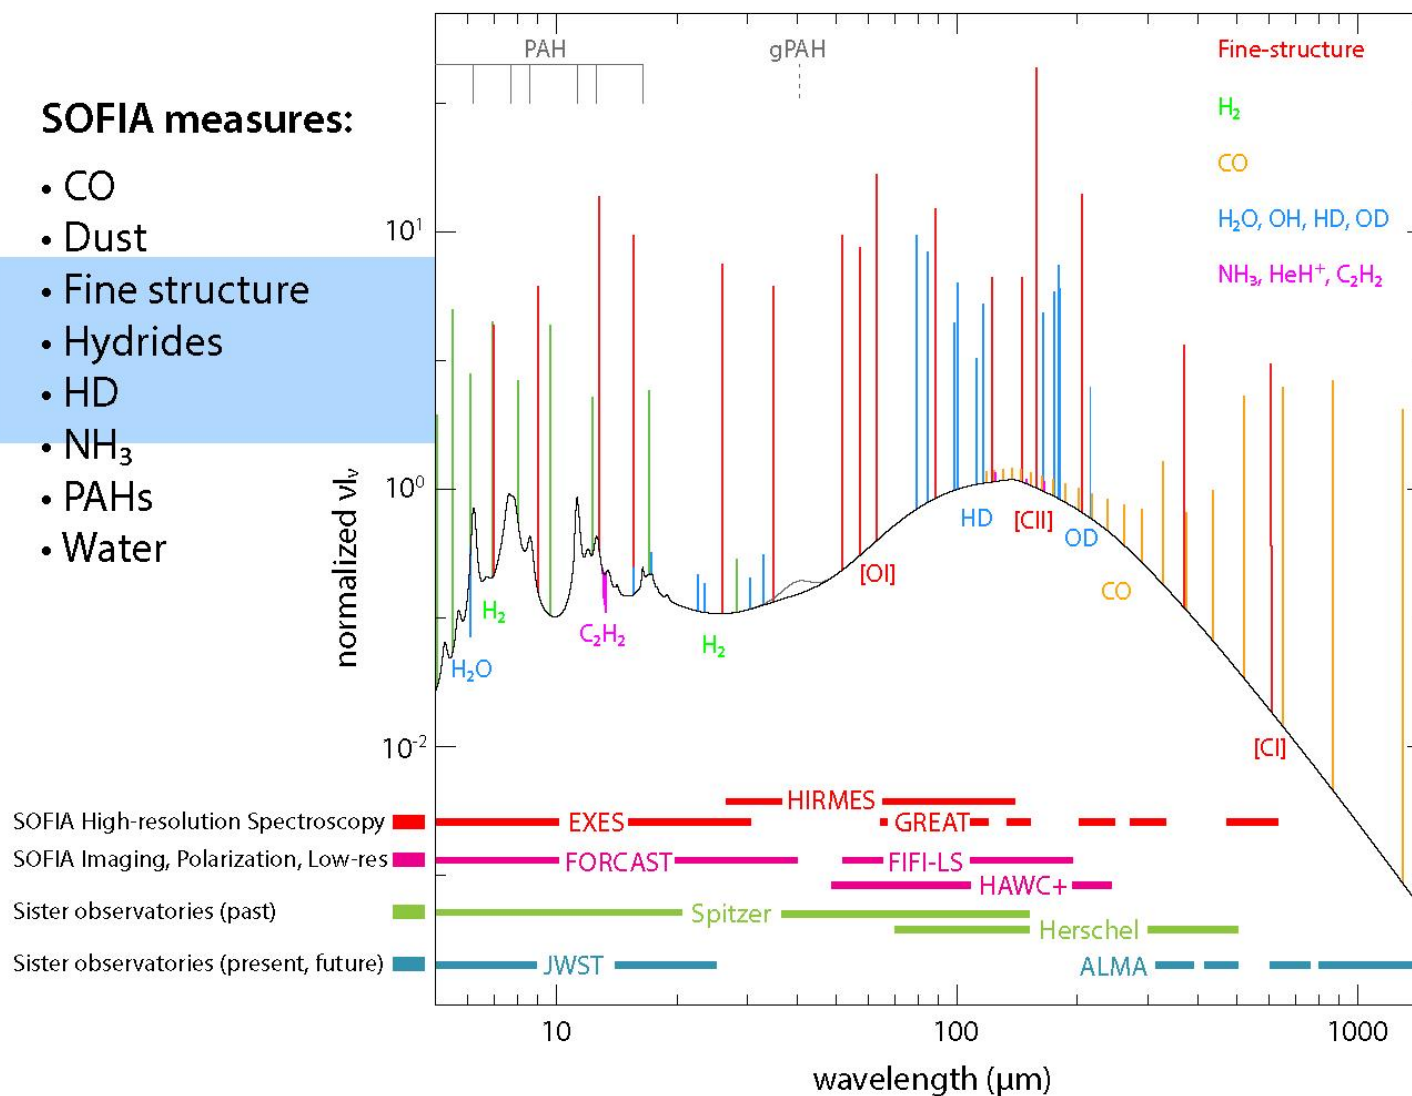 SOFIA measures:
• CO
• Dust
• Fine structure
• Hydrides
• HD
• NH₃
• PAHs
• Water
PAH
gPAH
Fine-structure
H₂
CO
H₂O, OH, HD, OD
NH₃, HeH⁺, C₂H₂
normalized νIᵥ
10¹
10⁰
10⁻²
H₂O
H₂
C₂H₂
H₂
[OI]
HD
[CII]
OD
CO
[CI]
HIRMES
SOFIA High-resolution Spectroscopy
EXES
GREAT
SOFIA Imaging, Polarization, Low-res
FORCAST
FIFI-LS
HAWC+
Sister observatories (past)
Spitzer
Herschel
Sister observatories (present, future)
JWST
ALMA
10
100
1000
wavelength (μm)